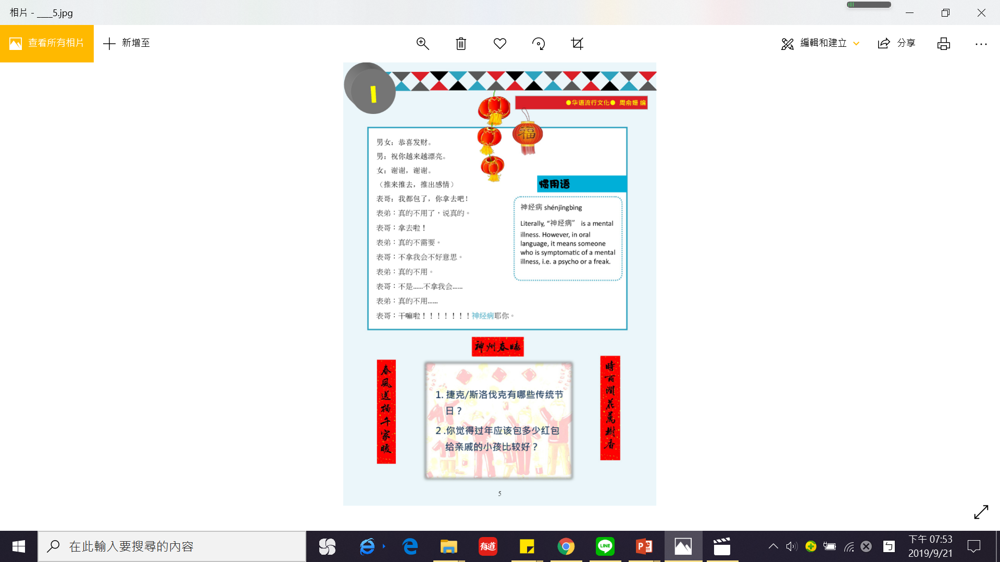 相片 - ____5.jpg
查看所有相片
新增至
編輯和建立
分享
1
●华语流行文化● 周俞姗 编
福
男女：恭喜发财。
男：祝你越来越漂亮。
女：谢谢，谢谢。
（推来推去，推出感情）
表哥：我都包了，你拿去吧！
表弟：真的不用了，说真的。
表哥：拿去啦！
表弟：真的不需要。
表哥：不拿我会不好意思。
表弟：真的不用。
表哥：不是……不拿我会……
表弟：真的不用……
表哥：干嘛啦！！！！！！！神经病耶你。
惯用语
神经病 shénjīngbìng
Literally, “神经病” is a mental
illness. However, in oral
language, it means someone
who is symptomatic of a mental
illness, i.e. a psycho or a freak.
神州春
春風送福千家暖
時雨潤花萬樹香
1. 捷克/斯洛伐克有哪些传统节
日？
2 .你觉得过年应该包多少红包
给亲戚的小孩比较好？
5
在此輸入要搜尋的內容
有道
LINE
ㄅ
下午 07:53
2019/9/21